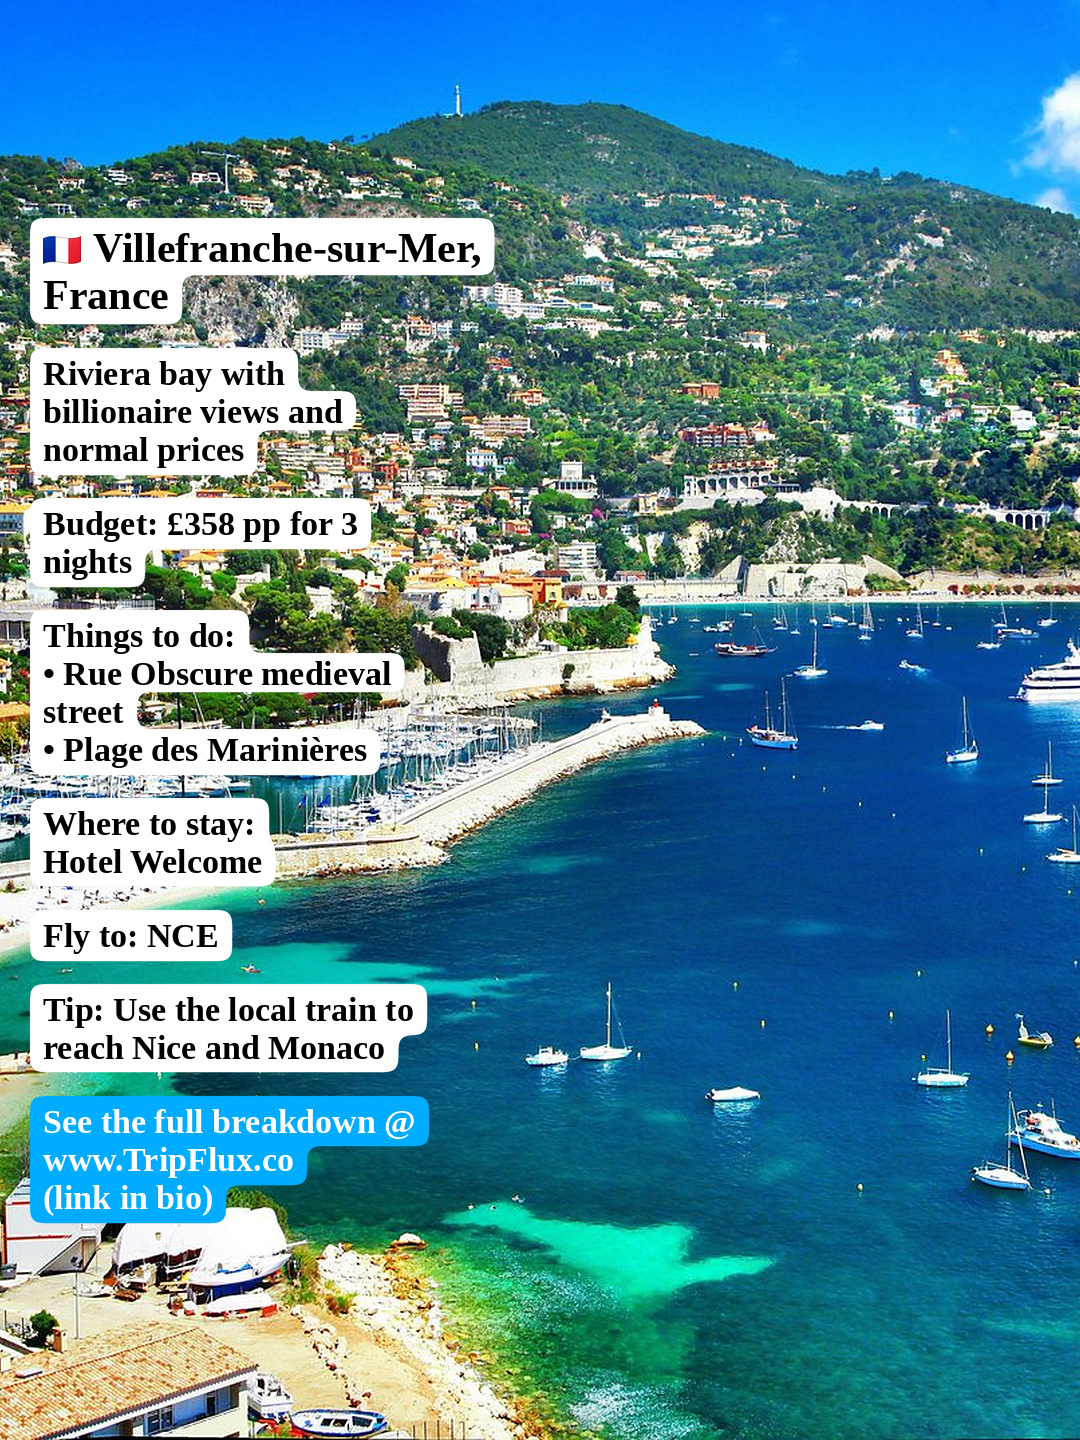 🇫🇷 Villefranche-sur-Mer,
France
Riviera bay with
billionaire views and
normal prices
Budget: £358 pp for 3
nights
Things to do:
• Rue Obscure medieval
street
• Plage des Marinières
Where to stay:
Hotel Welcome
Fly to: NCE
Tip: Use the local train to
reach Nice and Monaco
See the full breakdown @
www.TripFlux.co
(link in bio)